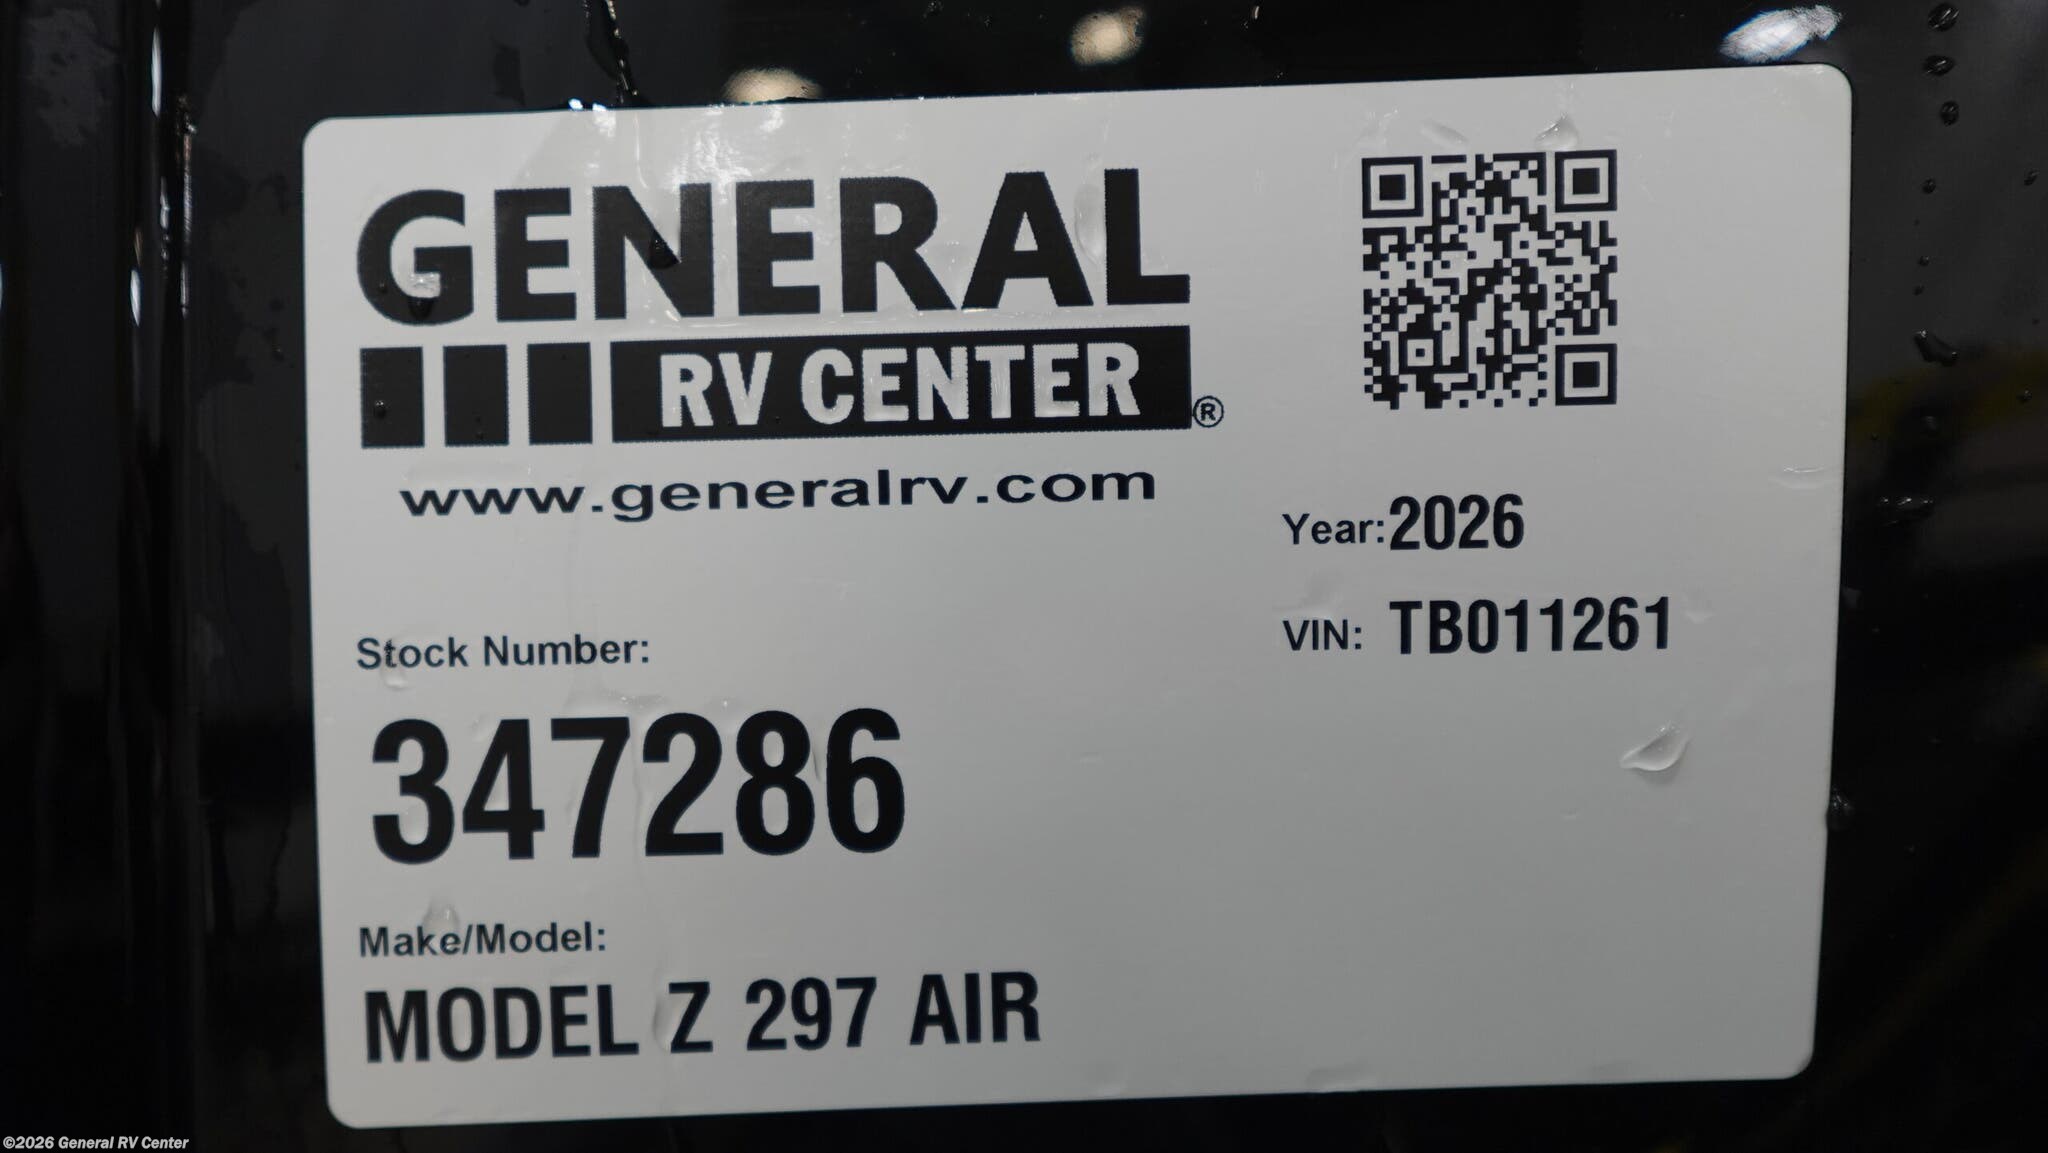 GENERAL
RV CENTER®
www.generalrv.com
Year: 2026
VIN: TB011261
Stock Number:
347286
Make/Model:
MODEL Z 297 AIR
©2026 General RV Center